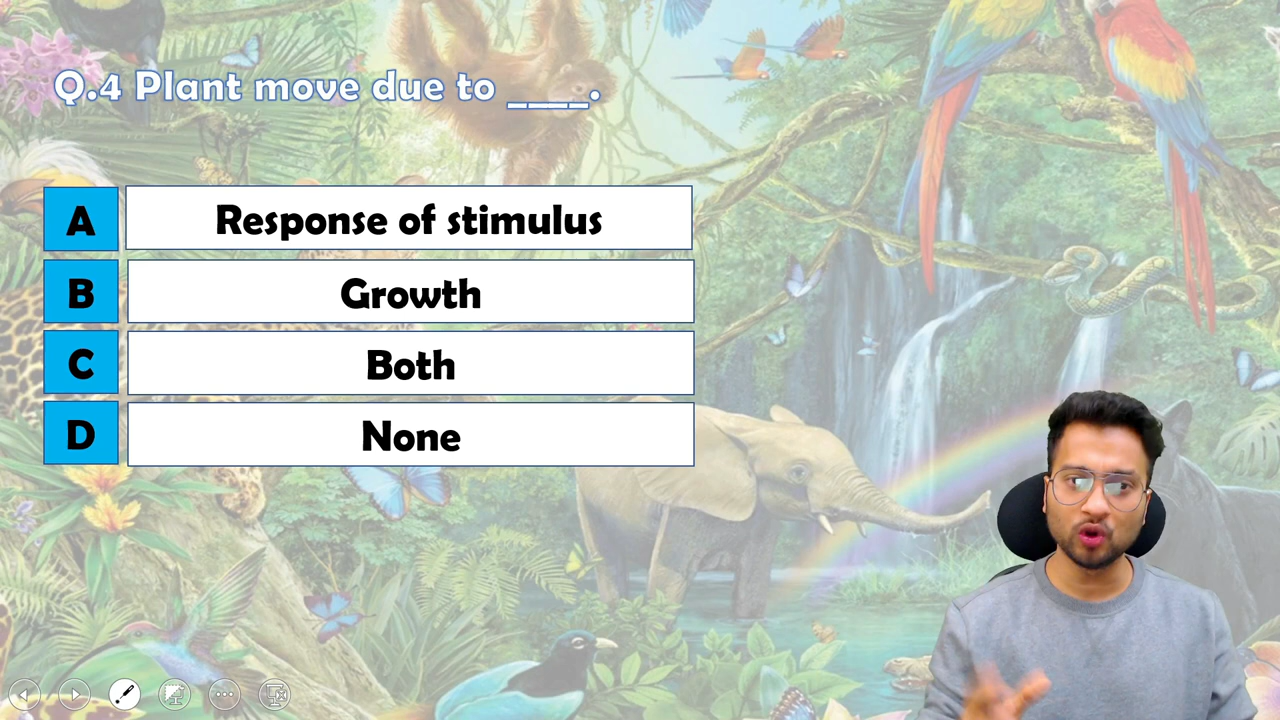 Q.4 Plant move due to ____.
A Response of stimulus
B Growth
C Both
D None